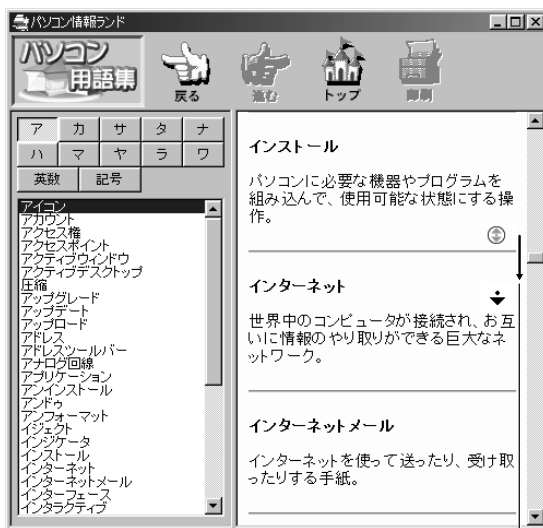 パソコン情報ランド
パソコン
用語集
戻る
進む
トップ
印刷
ア カ サ タ ナ
ハ マ ヤ ラ ワ
英数 記号
アイコン
アカウント
アクセス権
アクセスポイント
アクティブウィンドウ
アクティブデスクトップ
圧縮
アップグレード
アップデート
アップロード
アドレス
アドレスツールバー
アナログ回線
アプリケーション
アンインストール
アンドゥ
アンフォーマット
イジェクト
インジケータ
インストール
インターネット
インターネットメール
インターフェース
インタラクティブ
インストール
パソコンに必要な機器やプログラムを
組み込んで、使用可能な状態にする操
作。
インターネット
世界中のコンピュータが接続され、お互
いに情報のやり取りができる巨大なネ
ットワーク。
インターネットメール
インターネットを使って送ったり、受け取
ったりする手紙。